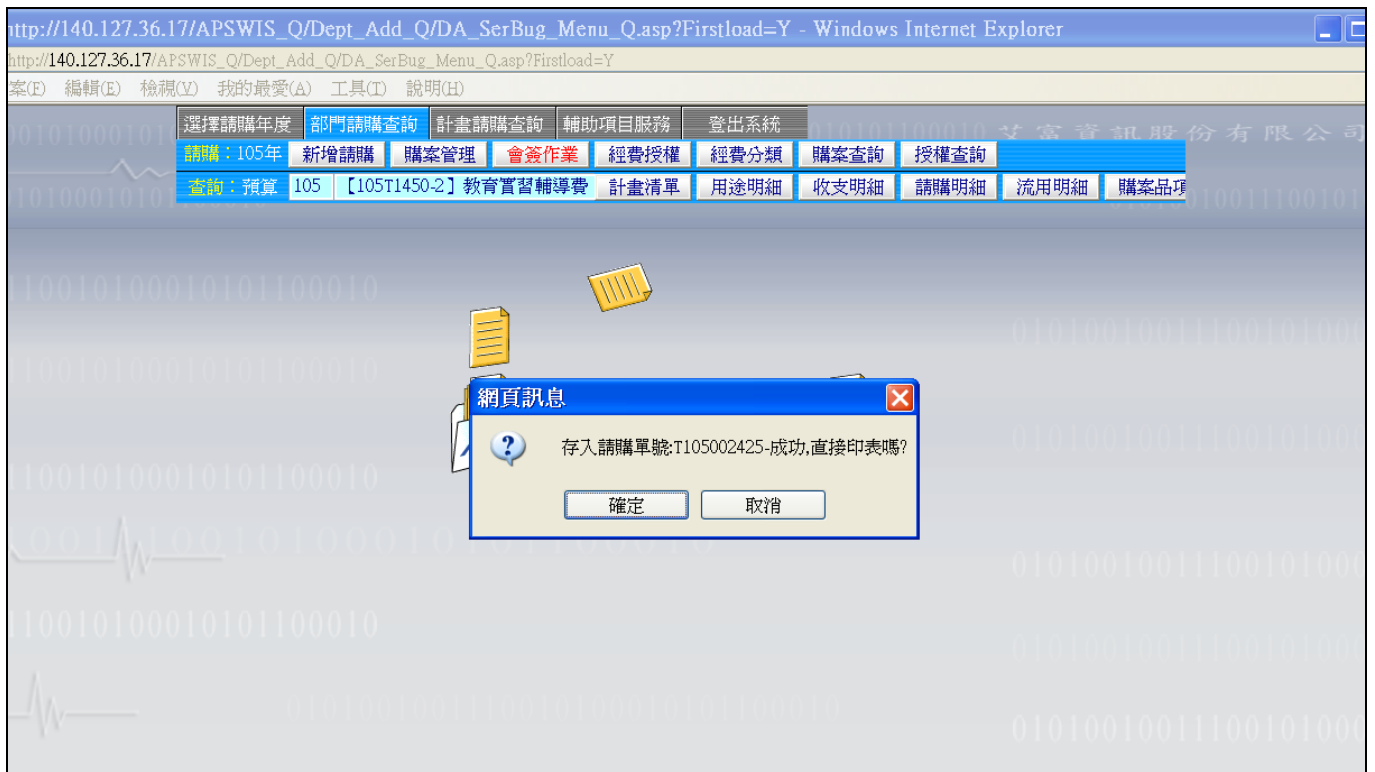 http://140.127.36.17/APSWIS_Q/Dept_Add_Q/DA_SerBug_Menu_Q.asp?Firstload=Y - Windows Internet Explorer
http://140.127.36.17/APSWIS_Q/Dept_Add_Q/DA_SerBug_Menu_Q.asp?Firstload=Y
案(F) 編輯(E) 檢視(V) 我的最愛(A) 工具(T) 說明(H)
選擇請購年度 部門請購查詢 計畫請購查詢 輔助項目服務 登出系統
艾富資訊股份有限公司
請購：105年 新增請購 購案管理 會簽作業 經費授權 經費分類 購案查詢 授權查詢
查詢：預算 105 【105T1450-2】教育實習輔導費 計畫清單 用途明細 收支明細 請購明細 流用明細 購案品項
網頁訊息
存入請購單號:T105002425-成功,直接印表嗎?
確定 取消